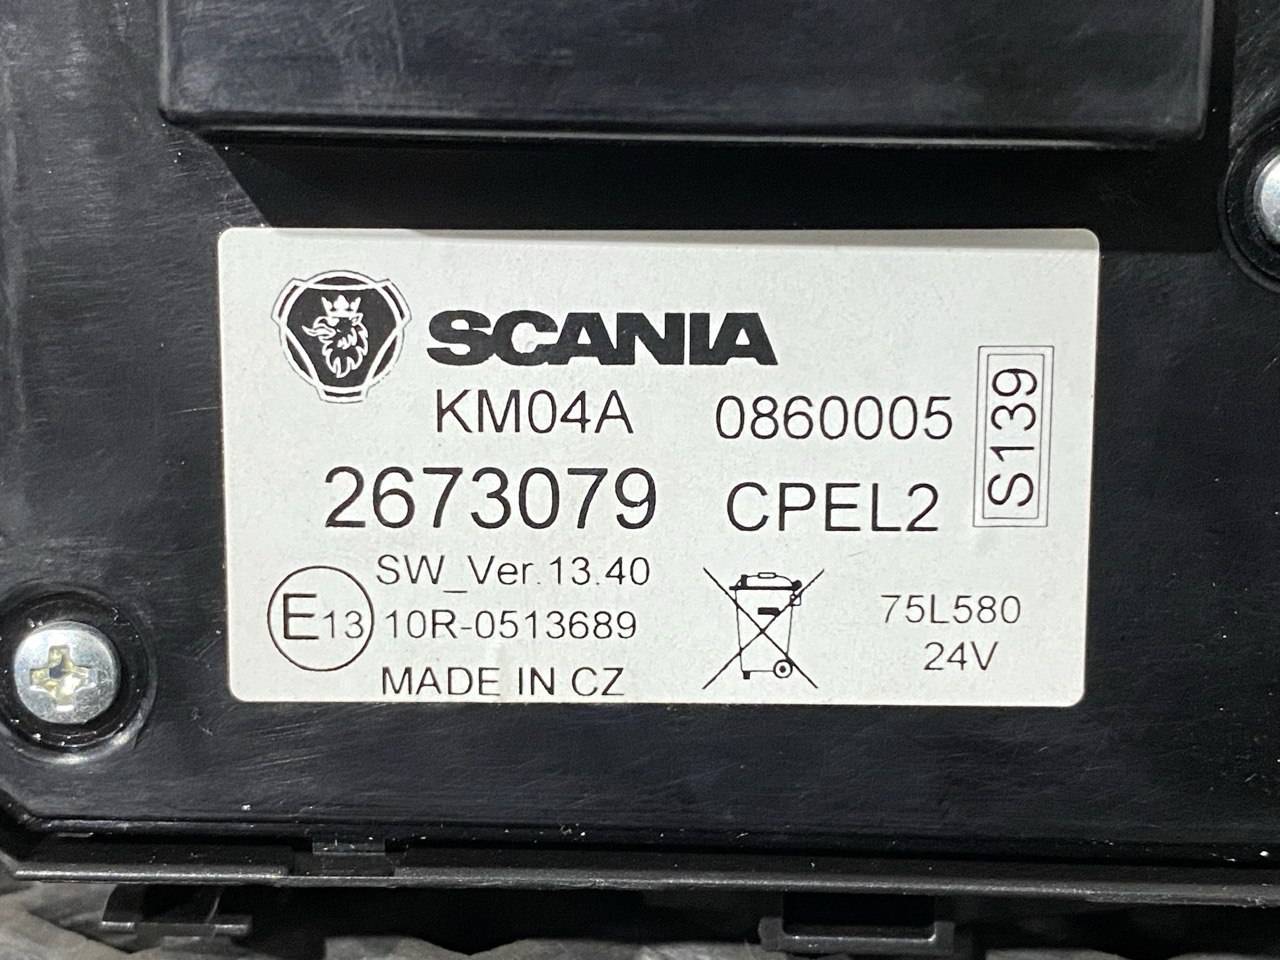 SCANIA
KM04A 0860005
S139
2673079 CPEL2
SW_Ver.13.40
E13 10R-0513689
MADE IN CZ
75L580
24V